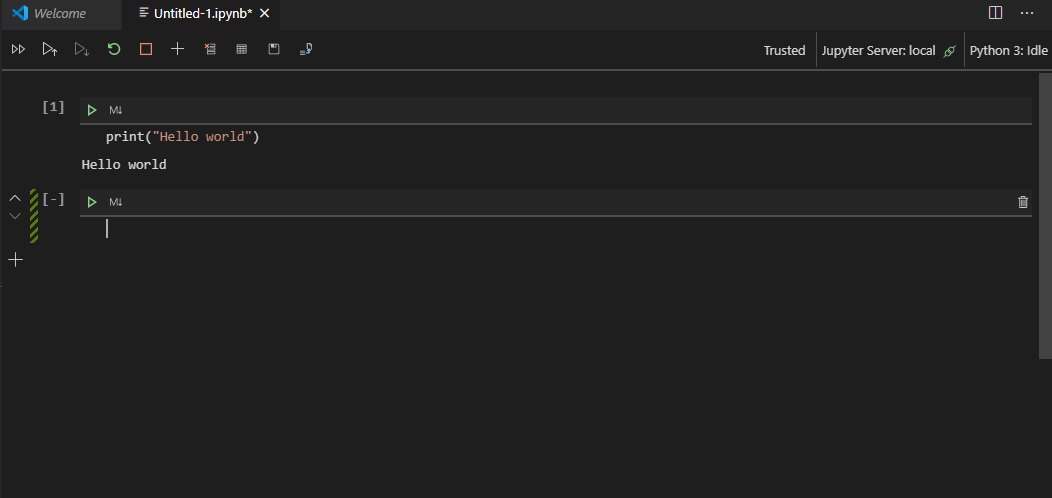 Welcome
Untitled-1.ipynb*
Trusted
Jupyter Server: local
Python 3: Idle
[1]
M↓
print("Hello world")
Hello world
[-]
M↓